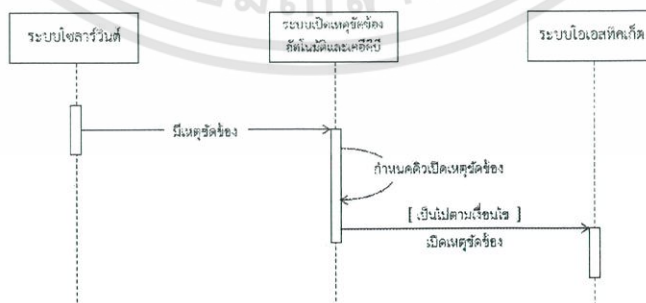 ระบบโซลาร์วินด์
ระบบเปิดเหตุขัดข้อง
อัตโนมัติและเคอีดีบี
ระบบโอเอสทิคเก็ต
มีเหตุขัดข้อง
กำหนดคิวเปิดเหตุขัดข้อง
[ เป็นไปตามเงื่อนไข ]
เปิดเหตุขัดข้อง